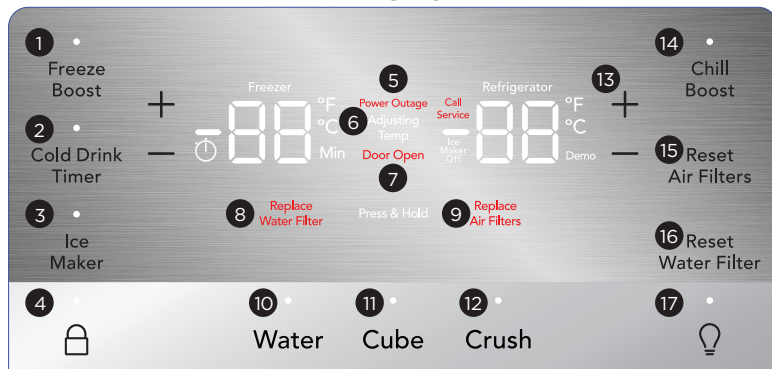 1
Freeze
Boost
2
Cold Drink
Timer
3
Ice
Maker
4
+
−
Freezer
88
°F
°C
Min
5
Power Outage
6
Adjusting
Temp
Door Open
7
Call
Service
Ice
Maker
Off
Refrigerator
88
°F
°C
Demo
13
+
−
8
Replace
Water Filter
Press & Hold
9
Replace
Air Filters
14
Chill
Boost
15
Reset
Air Filters
16
Reset
Water Filter
10
Water
11
Cube
12
Crush
17